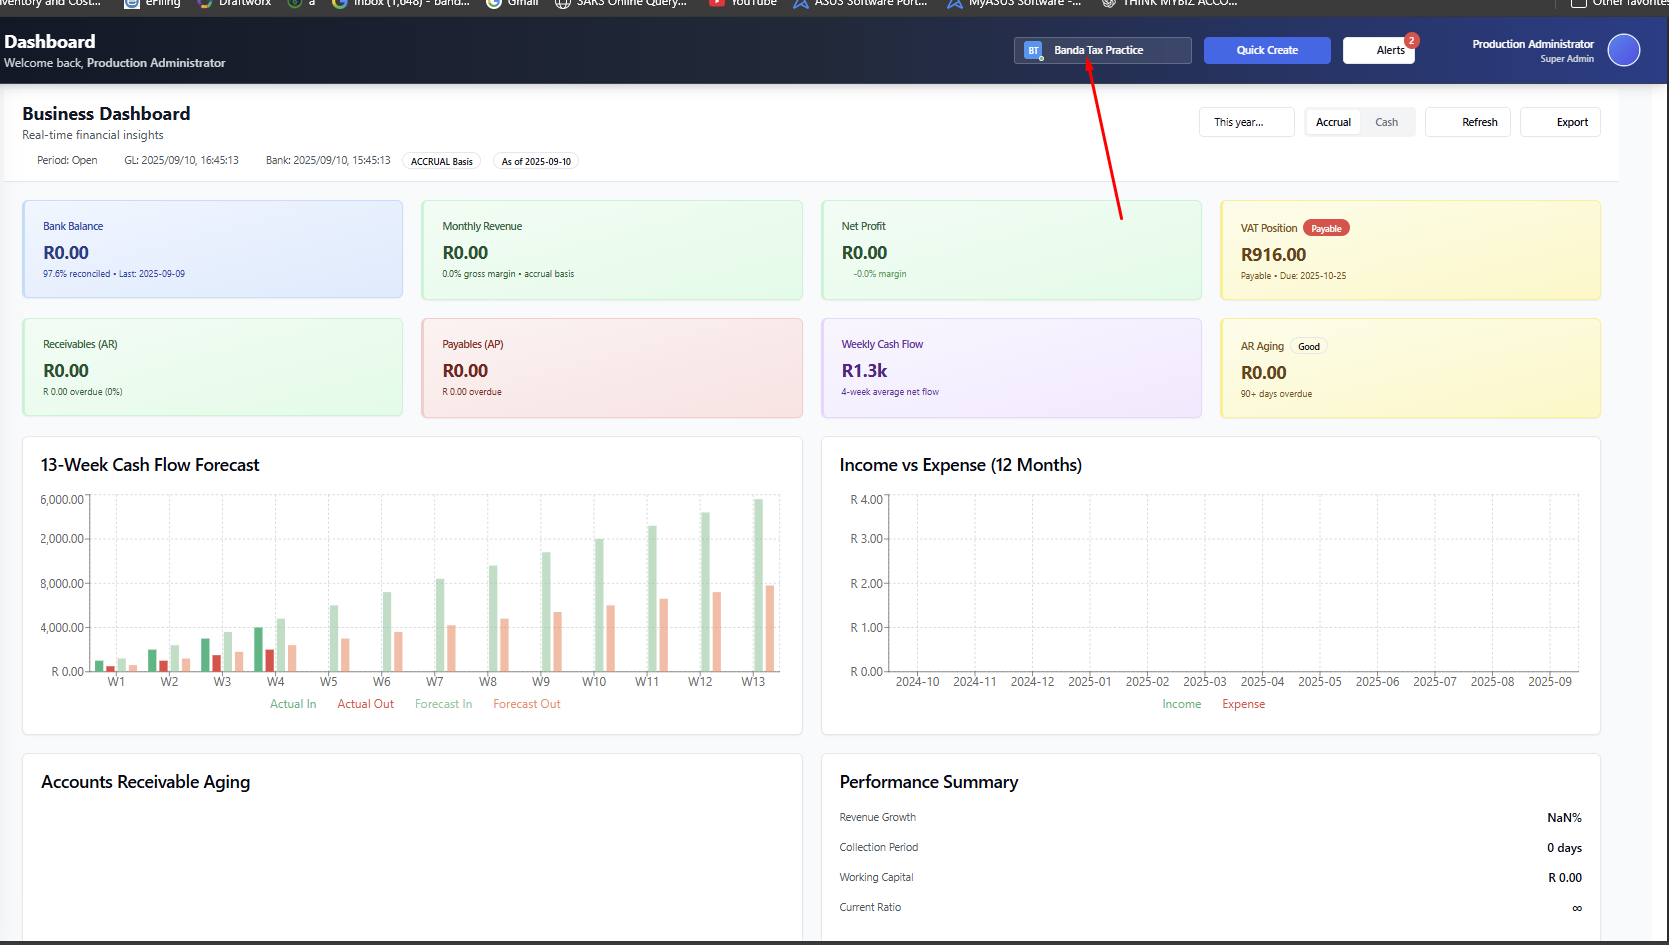 Inventory and Cost...
eFiling
Draftworx
a
Inbox (1,048) - band...
Gmail
SARS Online Query...
YouTube
ASUS Software Port...
MyASUS Software -...
THINK MYBIZ ACCO...
Other favorites
Dashboard
Welcome back, Production Administrator
BT Banda Tax Practice
Quick Create
Alerts
2
Production Administrator
Super Admin
Business Dashboard
Real-time financial insights
Period: Open
GL: 2025/09/10, 16:45:13
Bank: 2025/09/10, 15:45:13
ACCRUAL Basis
As of 2025-09-10
This year...
Accrual
Cash
Refresh
Export
Bank Balance
R0.00
97.6% reconciled • Last: 2025-09-09
Monthly Revenue
R0.00
0.0% gross margin • accrual basis
Net Profit
R0.00
-0.0% margin
VAT Position Payable
R916.00
Payable • Due: 2025-10-25
Receivables (AR)
R0.00
R 0.00 overdue (0%)
Payables (AP)
R0.00
R 0.00 overdue
Weekly Cash Flow
R1.3k
4-week average net flow
AR Aging Good
R0.00
90+ days overdue
13-Week Cash Flow Forecast
6,000.00
2,000.00
8,000.00
4,000.00
R 0.00
W1 W2 W3 W4 W5 W6 W7 W8 W9 W10 W11 W12 W13
Actual In Actual Out Forecast In Forecast Out
Income vs Expense (12 Months)
R 4.00
R 3.00
R 2.00
R 1.00
R 0.00
2024-10 2024-11 2024-12 2025-01 2025-02 2025-03 2025-04 2025-05 2025-06 2025-07 2025-08 2025-09
Income Expense
Accounts Receivable Aging
Performance Summary
Revenue Growth NaN%
Collection Period 0 days
Working Capital R 0.00
Current Ratio ∞